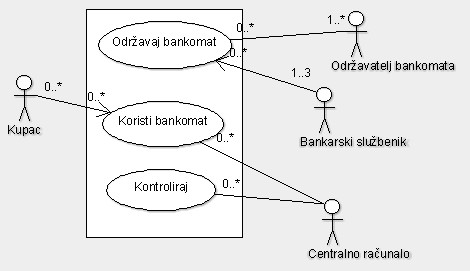 0..*
1..*
Održavaj bankomat
0..*
Održavatelj bankomata
1..3
0..*
0..*
Kupac
Koristi bankomat
0..*
Bankarski službenik
Kontroliraj
0..*
Centralno računalo